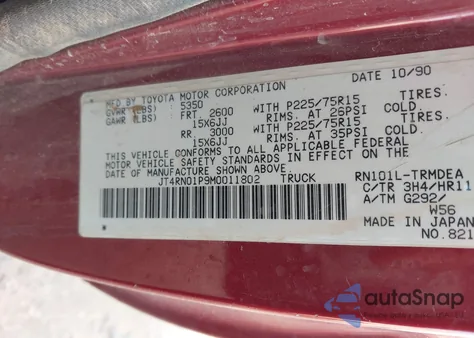 MFD BY TOYOTA MOTOR CORPORATION DATE 10/90
GVWR (LBS) 5350
GAWR (LBS) FRT 2600 WITH P225/75R15 TIRES.
15X6JJ RIMS. AT 26PSI COLD.
RR 3000 WITH P225/75R15 TIRES.
15X6JJ RIMS. AT 35PSI COLD.
THIS VEHICLE CONFORMS TO ALL APPLICABLE FEDERAL
MOTOR VEHICLE SAFETY STANDARDS IN EFFECT ON THE DATE
OF MANUFACTURE SHOWN ABOVE.
JT4RN01P9M0011802 TRUCK RN101L-TRMDEA
C/TR 3H4/HR11
A/TM G292/
W56
MADE IN JAPAN
NO.821
autoSnap